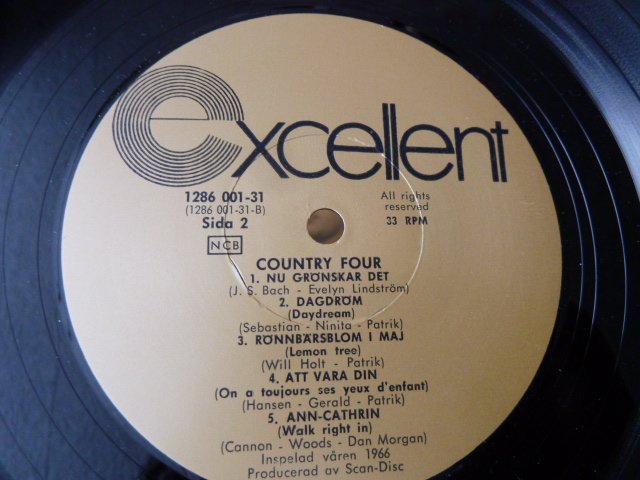 excellent
1286 001-31
(1286 001-31-B)
Sida 2
NCB
All rights
reserved
33 RPM
COUNTRY FOUR
1. NU GRÖNSKAR DET
(J. S. Bach - Evelyn Lindström)
2. DAGDRÖM
(Daydream)
(Sebastian - Ninita - Patrik)
3. RÖNNBÄRSBLOM I MAJ
(Lemon tree)
(Will Holt - Patrik)
4. ATT VARA DIN
(On a toujours ses yeux d'enfant)
(Hansen - Gerald - Patrik)
5. ANN-CATHRIN
(Walk right in)
(Cannon - Woods - Dan Morgan)
Inspelad våren 1966
Producerad av Scan-Disc